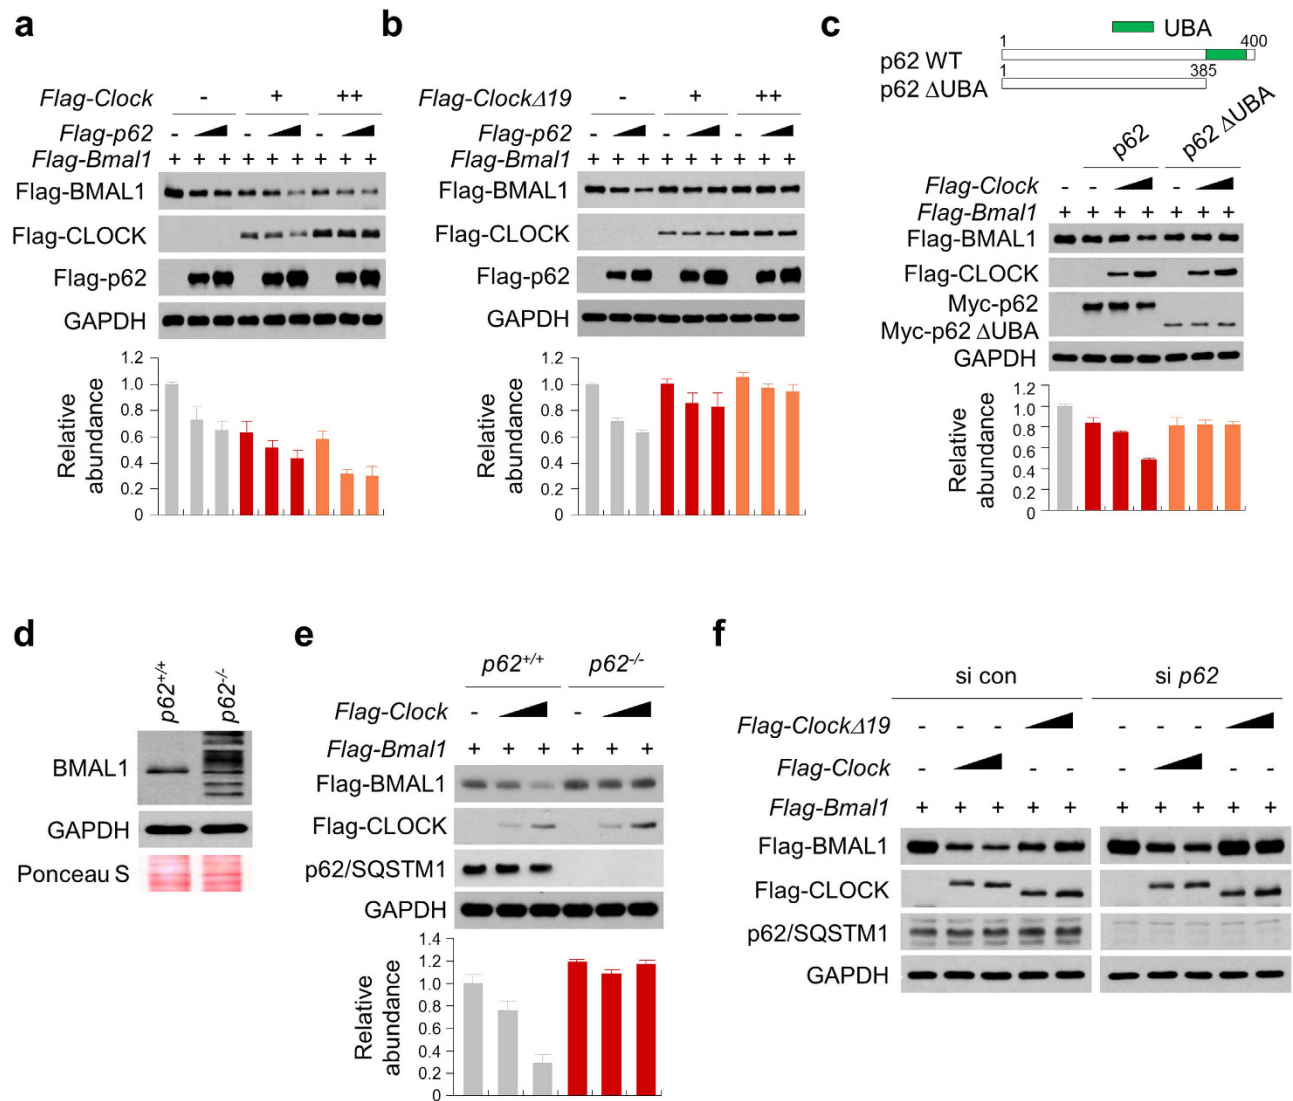 a
Flag-Clock - + ++
Flag-p62 - - -
Flag-Bmal1 + + + + + + + + +
Flag-BMAL1
Flag-CLOCK
Flag-p62
GAPDH
Relative abundance
1.2
1.0
0.8
0.6
0.4
0.2
0
b
Flag-ClockΔ19 - + ++
Flag-p62 - - -
Flag-Bmal1 + + + + + + + + +
Flag-BMAL1
Flag-CLOCK
Flag-p62
GAPDH
Relative abundance
1.2
1.0
0.8
0.6
0.4
0.2
0
c
UBA
1 400
p62 WT
1 385
p62 ΔUBA
p62 p62 ΔUBA
Flag-Clock - - -
Flag-Bmal1 + + + + + + +
Flag-BMAL1
Flag-CLOCK
Myc-p62
Myc-p62 ΔUBA
GAPDH
Relative abundance
1.2
1.0
0.8
0.6
0.4
0.2
0
d
p62+/+ p62-/-
BMAL1
GAPDH
Ponceau S
e
p62+/+ p62-/-
Flag-Clock - -
Flag-Bmal1 + + + + + +
Flag-BMAL1
Flag-CLOCK
p62/SQSTM1
GAPDH
Relative abundance
1.4
1.2
1.0
0.8
0.6
0.4
0.2
0
f
si con si p62
Flag-ClockΔ19 - - - - - -
Flag-Clock - - - - - -
Flag-Bmal1 + + + + + + + + + +
Flag-BMAL1
Flag-CLOCK
p62/SQSTM1
GAPDH